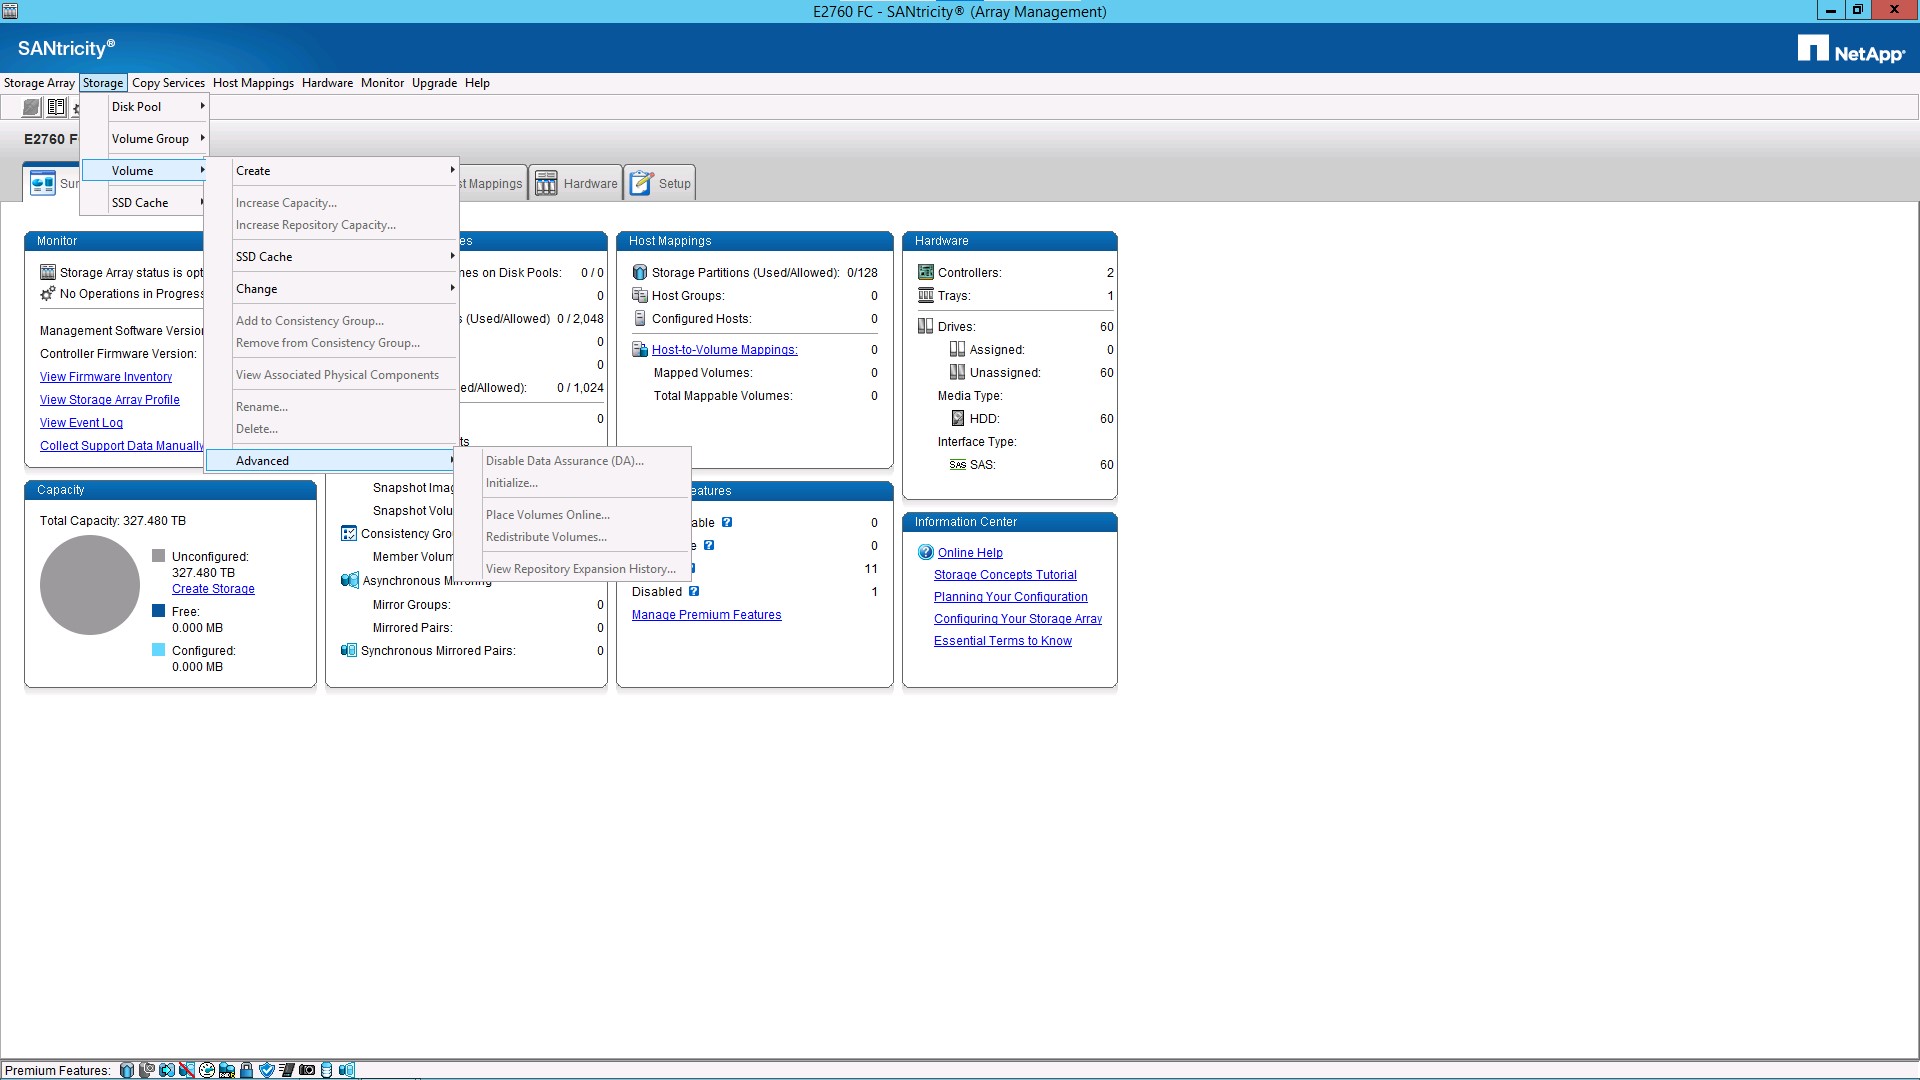 E2760 FC - SANtricity® (Array Management)
SANtricity®
NetApp®
Storage Array Storage Copy Services Host Mappings Hardware Monitor Upgrade Help
Disk Pool
Volume Group
Volume
SSD Cache
E2760 F
Sur
st Mappings
Hardware
Setup
Create
Increase Capacity...
Increase Repository Capacity...
SSD Cache
Change
Add to Consistency Group...
Remove from Consistency Group...
View Associated Physical Components
Rename...
Delete...
Advanced
Disable Data Assurance (DA)...
Initialize...
Place Volumes Online...
Redistribute Volumes...
View Repository Expansion History...
Monitor
Storage Array status is opt
No Operations in Progress
Management Software Versio
Controller Firmware Version:
View Firmware Inventory
View Storage Array Profile
View Event Log
Collect Support Data Manually
Capacity
Total Capacity: 327.480 TB
Unconfigured:
327.480 TB
Create Storage
Free:
0.000 MB
Configured:
0.000 MB
es
nes on Disk Pools: 0 / 0
0
s (Used/Allowed) 0 / 2,048
0
0
ed/Allowed): 0 / 1,024
0
ts
Snapshot Imag
Snapshot Volu
Consistency Grou
Member Volum
Asynchronous Mirroring
Mirror Groups: 0
Mirrored Pairs: 0
Synchronous Mirrored Pairs: 0
Host Mappings
Storage Partitions (Used/Allowed): 0/128
Host Groups: 0
Configured Hosts: 0
Host-to-Volume Mappings: 0
Mapped Volumes: 0
Total Mappable Volumes: 0
eatures
able ? 0
e ? 0
11
Disabled ? 1
Manage Premium Features
Hardware
Controllers: 2
Trays: 1
Drives: 60
Assigned: 0
Unassigned: 60
Media Type:
HDD: 60
Interface Type:
SAS SAS: 60
Information Center
Online Help
Storage Concepts Tutorial
Planning Your Configuration
Configuring Your Storage Array
Essential Terms to Know
Premium Features: